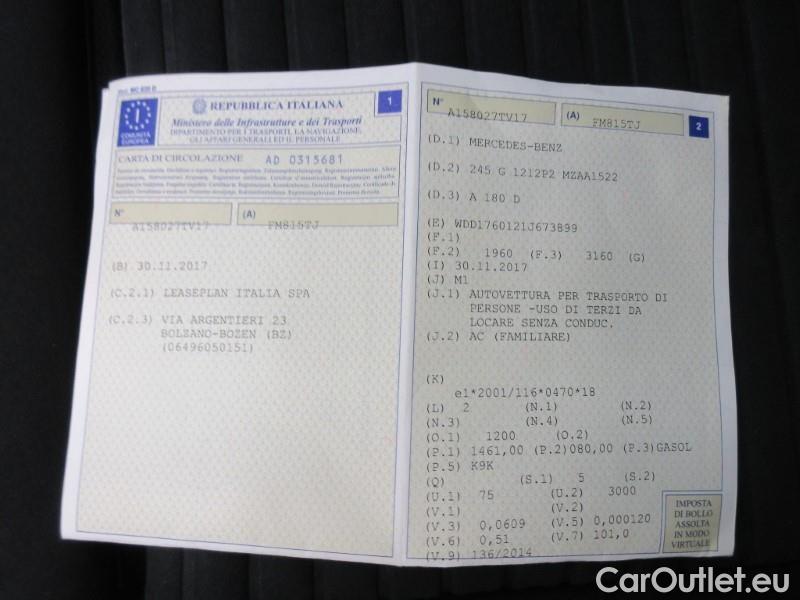 Mod. MC 820 D
1
REPUBBLICA ITALIANA
Ministero delle Infrastrutture e dei Trasporti
DIPARTIMENTO PER I TRASPORTI, LA NAVIGAZIONE,
GLI AFFARI GENERALI ED IL PERSONALE
I
COMUNITÀ
EUROPEA
CARTA DI CIRCOLAZIONE AD 0315681
N° A158027TV17 (A) FM815TJ
(B) 30.11.2017
(C.2.1) LEASEPLAN ITALIA SPA
(C.2.3) VIA ARGENTIERI 23
BOLZANO-BOZEN (BZ)
(06496050151)
N° A158027TV17 (A) FM815TJ 2
(D.1) MERCEDES-BENZ
(D.2) 245 G 1212P2 MZAA1522
(D.3) A 180 D
(E) WDD1760121J673899
(F.1)
(F.2) 1960 (F.3) 3160 (G)
(I) 30.11.2017
(J) M1
(J.1) AUTOVETTURA PER TRASPORTO DI
PERSONE -USO DI TERZI DA
LOCARE SENZA CONDUC.
(J.2) AC (FAMILIARE)
(K)
e1*2001/116*0470*18
(L) 2 (N.1) (N.2)
(N.3) (N.4) (N.5)
(O.1) 1200 (O.2)
(P.1) 1461,00 (P.2)080,00 (P.3)GASOL
(P.5) K9K
(Q) (S.1) 5 (S.2)
(U.1) 75 (U.2) 3000
(V.1) (V.2)
(V.3) 0,0609 (V.5) 0,000120
(V.6) 0,51 (V.7) 101,0
(V.9) 136/2014
IMPOSTA
DI BOLLO
ASSOLTA
IN MODO
VIRTUALE
CarOutlet.eu